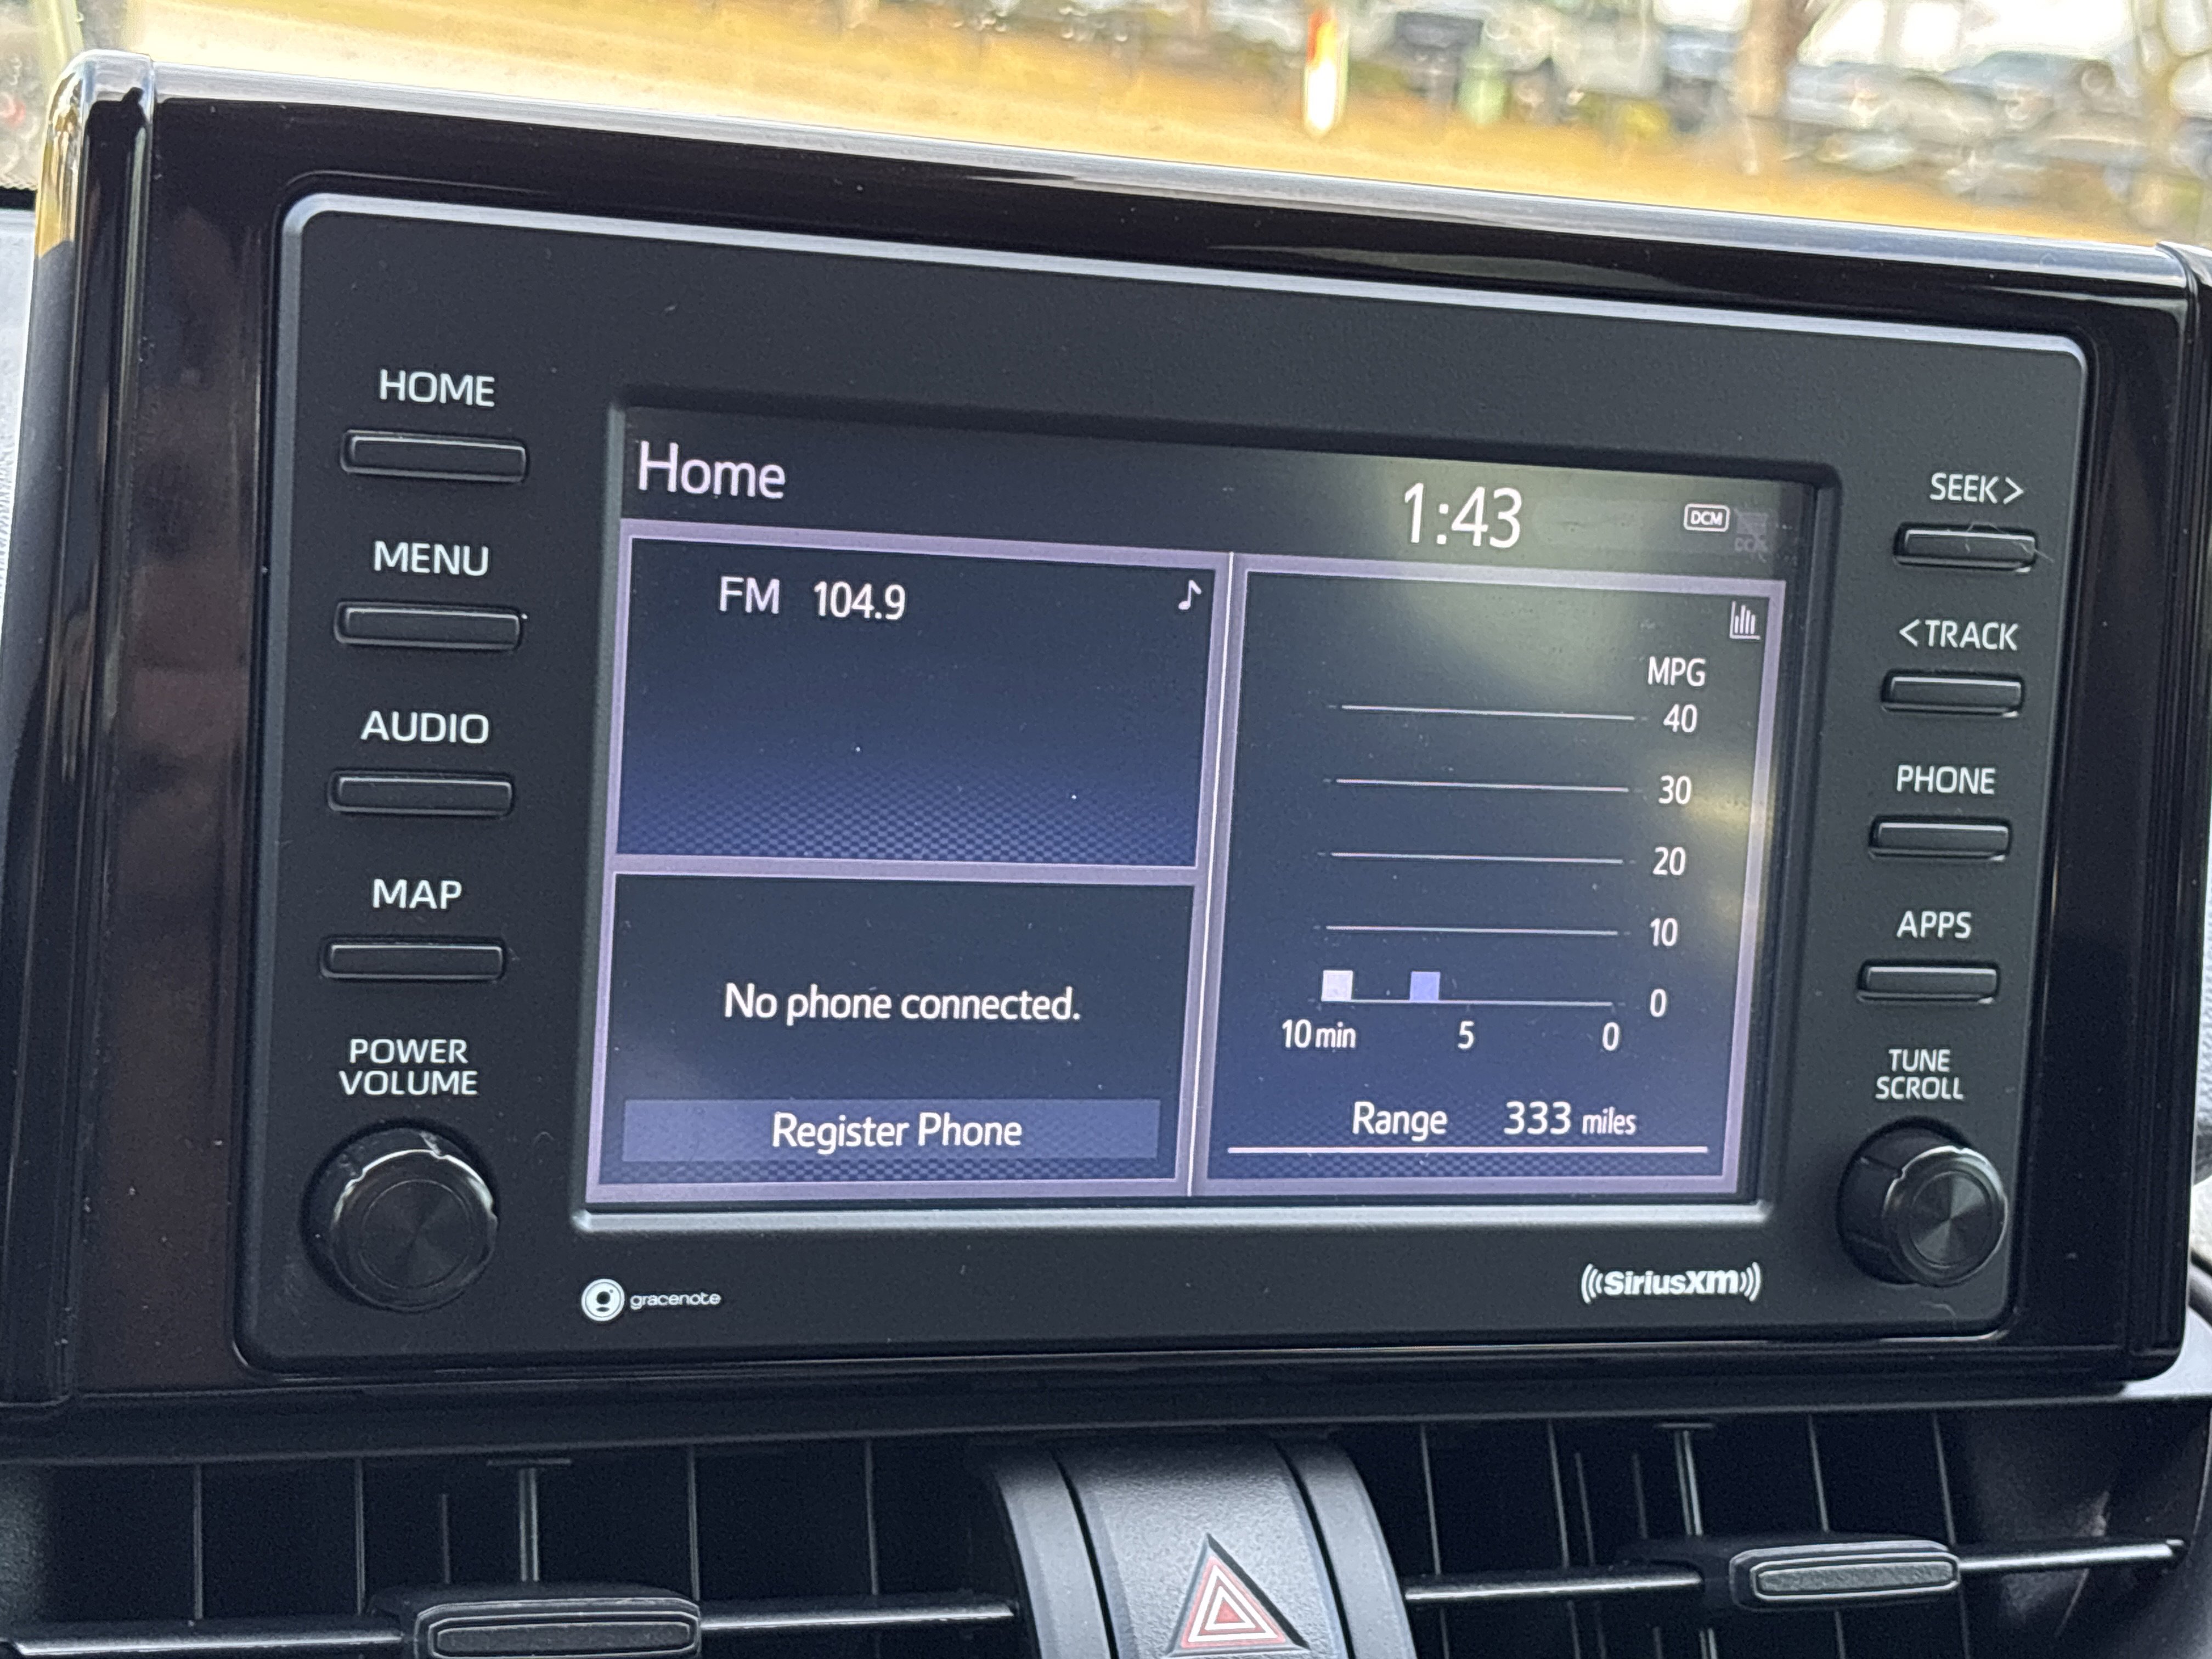 HOME
MENU
AUDIO
MAP
POWER
VOLUME
Home
1:43
DCM
FM 104.9
No phone connected.
Register Phone
MPG
40
30
20
10
0
10 min 5 0
Range 333 miles
SEEK >
< TRACK
PHONE
APPS
TUNE
SCROLL
gracenote
((SiriusXM))